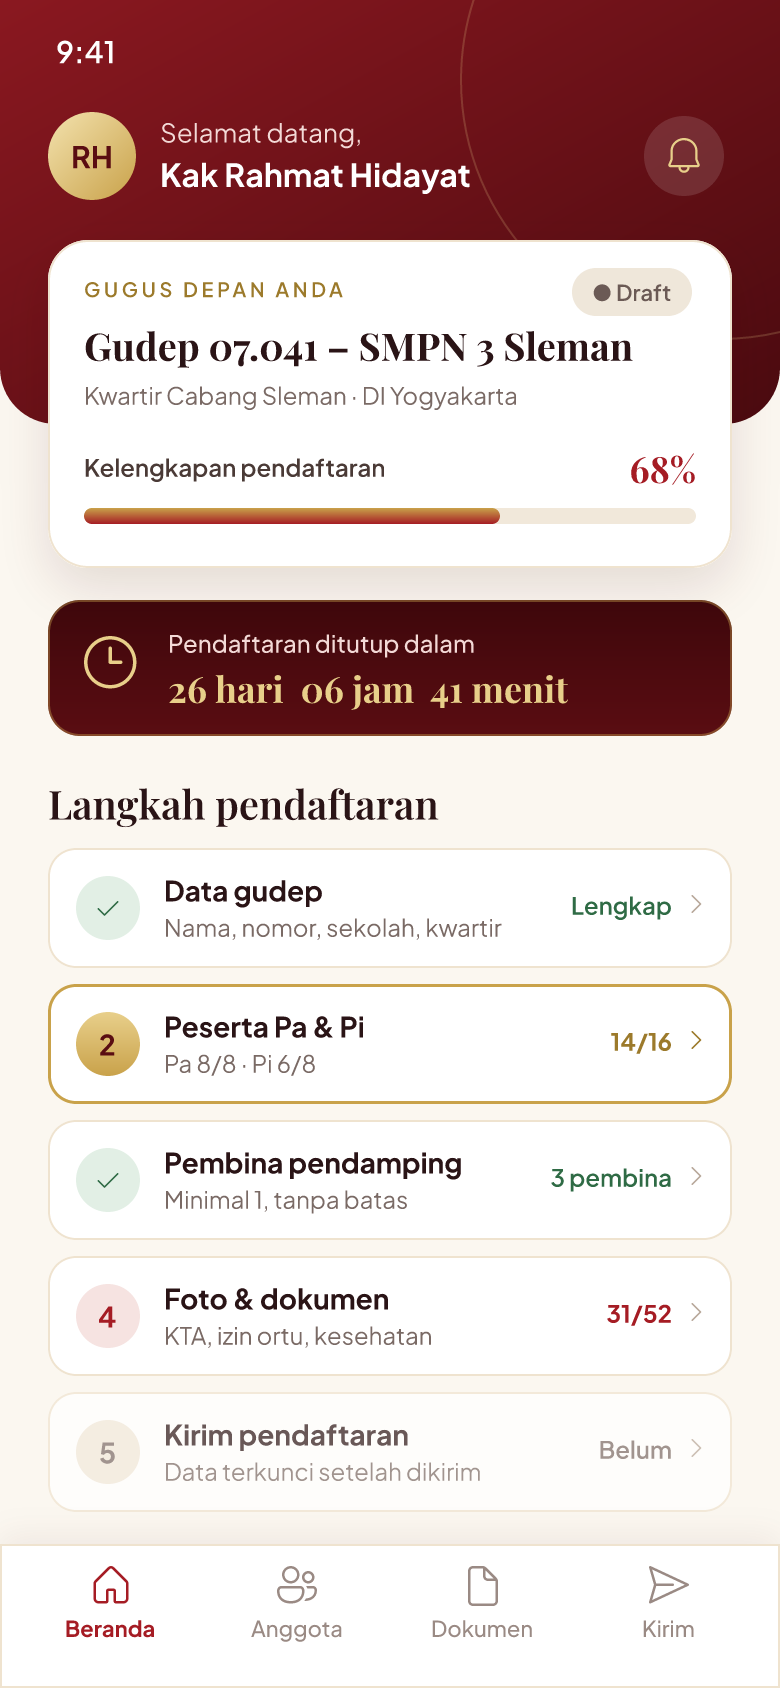 9:41
RH
Selamat datang,
Kak Rahmat Hidayat
GUGUS DEPAN ANDA
Draft
Gudep 07.041 – SMPN 3 Sleman
Kwartir Cabang Sleman · DI Yogyakarta
Kelengkapan pendaftaran
68%
Pendaftaran ditutup dalam
26 hari 06 jam 41 menit
Langkah pendaftaran
Data gudep
Nama, nomor, sekolah, kwartir
Lengkap
2
Peserta Pa & Pi
Pa 8/8 · Pi 6/8
14/16
Pembina pendamping
Minimal 1, tanpa batas
3 pembina
4
Foto & dokumen
KTA, izin ortu, kesehatan
31/52
5
Kirim pendaftaran
Data terkunci setelah dikirim
Belum
Beranda
Anggota
Dokumen
Kirim